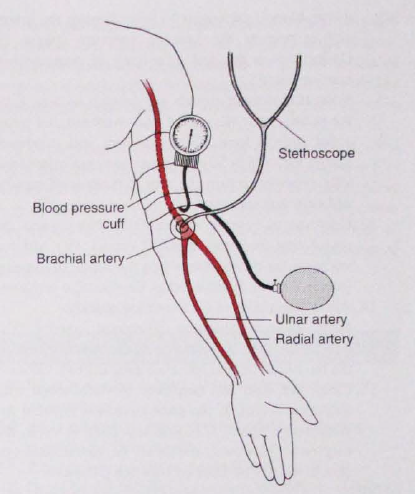 Stethoscope
Blood pressure
cuff
Brachial artery
Ulnar artery
Radial artery